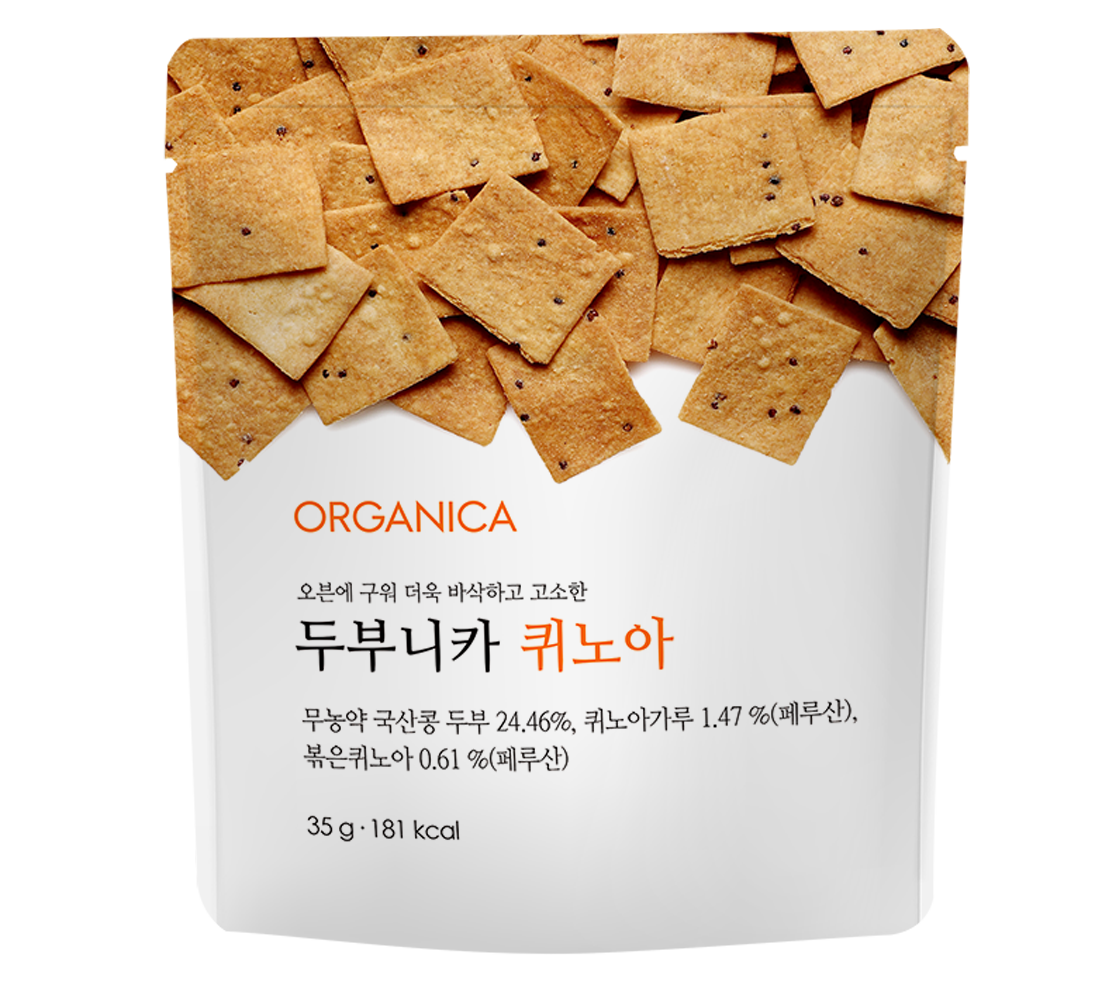 ORGANICA
오븐에 구워 더욱 바삭하고 고소한
두부니카 퀴노아
무농약 국산콩 두부 24.46%, 퀴노아가루 1.47 %(페루산),
볶은퀴노아 0.61 %(페루산)
35 g · 181 kcal